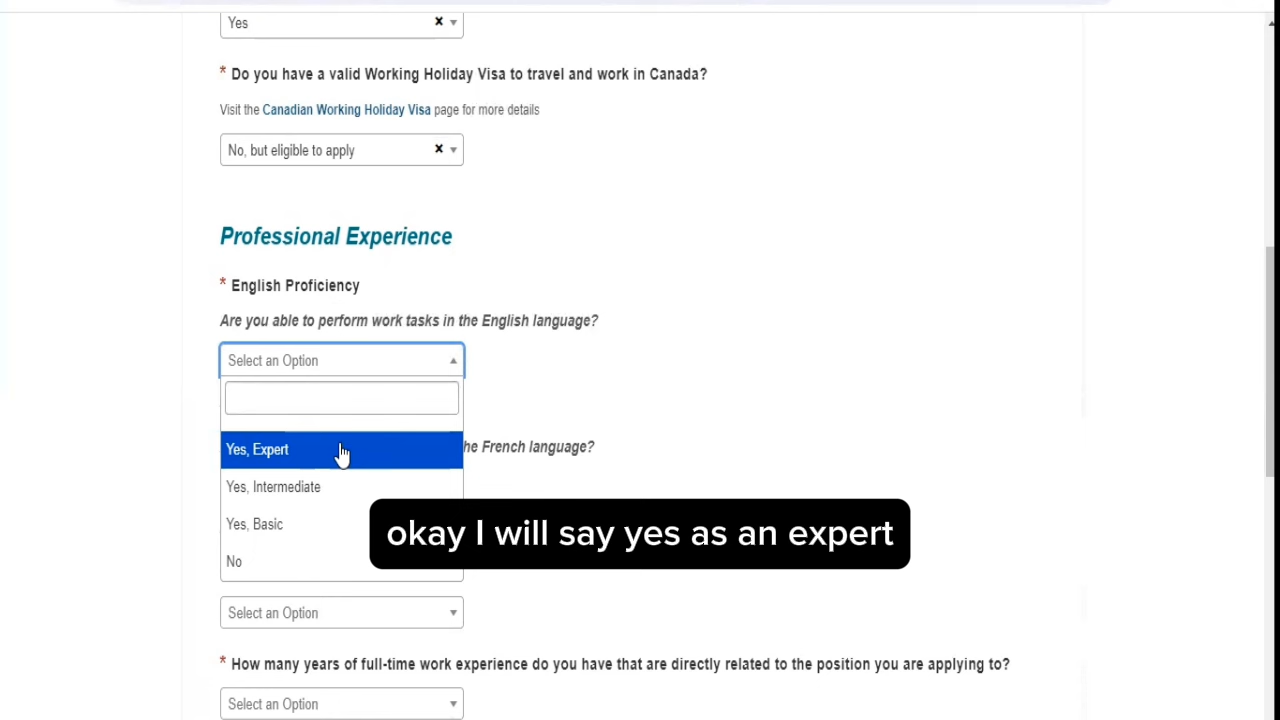 Yes
* Do you have a valid Working Holiday Visa to travel and work in Canada?
Visit the Canadian Working Holiday Visa page for more details
No, but eligible to apply
Professional Experience
* English Proficiency
Are you able to perform work tasks in the English language?
Select an Option
Yes, Expert
he French language?
Yes, Intermediate
Yes, Basic
No
okay I will say yes as an expert
Select an Option
* How many years of full-time work experience do you have that are directly related to the position you are applying to?
Select an Option